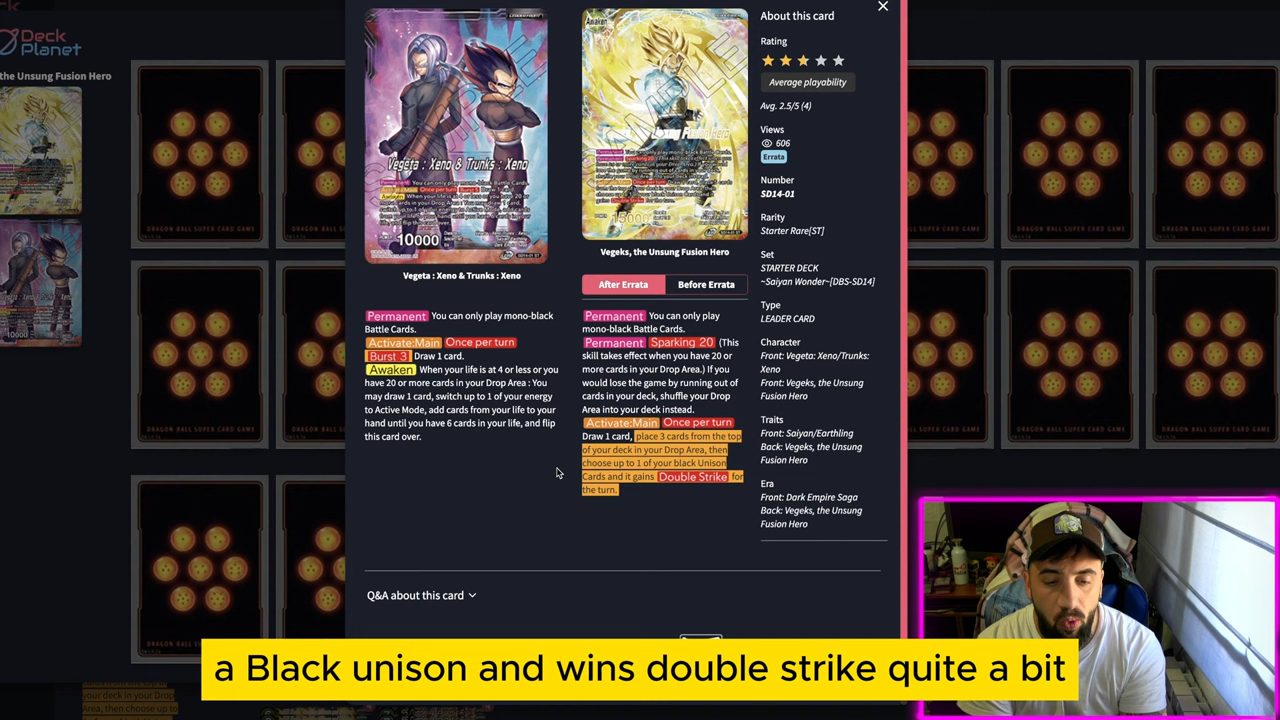 Deck
Planet
the Unsung Fusion Hero
Awaken
Vegeta : Xeno & Trunks : Xeno
10000
15000
Vegeta : Xeno & Trunks : Xeno
Vegeks, the Unsung Fusion Hero
After Errata
Before Errata
Permanent You can only play mono-black
Battle Cards.
Activate:Main Once per turn
Burst 3 Draw 1 card.
Awaken When your life is at 4 or less or you
have 20 or more cards in your Drop Area : You
may draw 1 card, switch up to 1 of your energy
to Active Mode, add cards from your life to your
hand until you have 6 cards in your life, and flip
this card over.
Permanent You can only play
mono-black Battle Cards.
Permanent Sparking 20 (This
skill takes effect when you have 20 or
more cards in your Drop Area.) If you
would lose the game by running out of
cards in your deck, shuffle your Drop
Area into your deck instead.
Activate:Main Once per turn
Draw 1 card, place 3 cards from the top
of your deck in your Drop Area, then
choose up to 1 of your black Unison
Cards and it gains Double Strike for
the turn.
About this card
Rating
Average playability
Avg. 2.5/5 (4)
Views
606
Errata
Number
SD14-01
Rarity
Starter Rare[ST]
Set
STARTER DECK
~Saiyan Wonder~[DBS-SD14]
Type
LEADER CARD
Character
Front: Vegeta: Xeno/Trunks:
Xeno
Front: Vegeks, the Unsung
Fusion Hero
Traits
Front: Saiyan/Earthling
Back: Vegeks, the Unsung
Fusion Hero
Era
Front: Dark Empire Saga
Back: Vegeks, the Unsung
Fusion Hero
Q&A about this card
a Black unison and wins double strike quite a bit